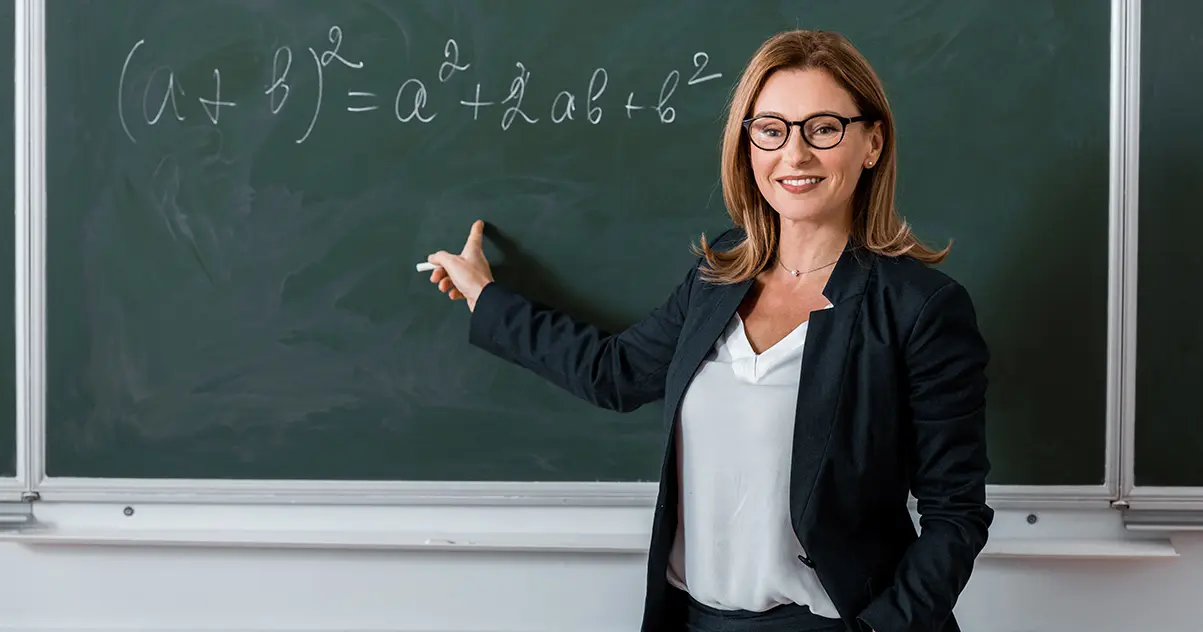 (a + b)² = a² + 2ab + b²